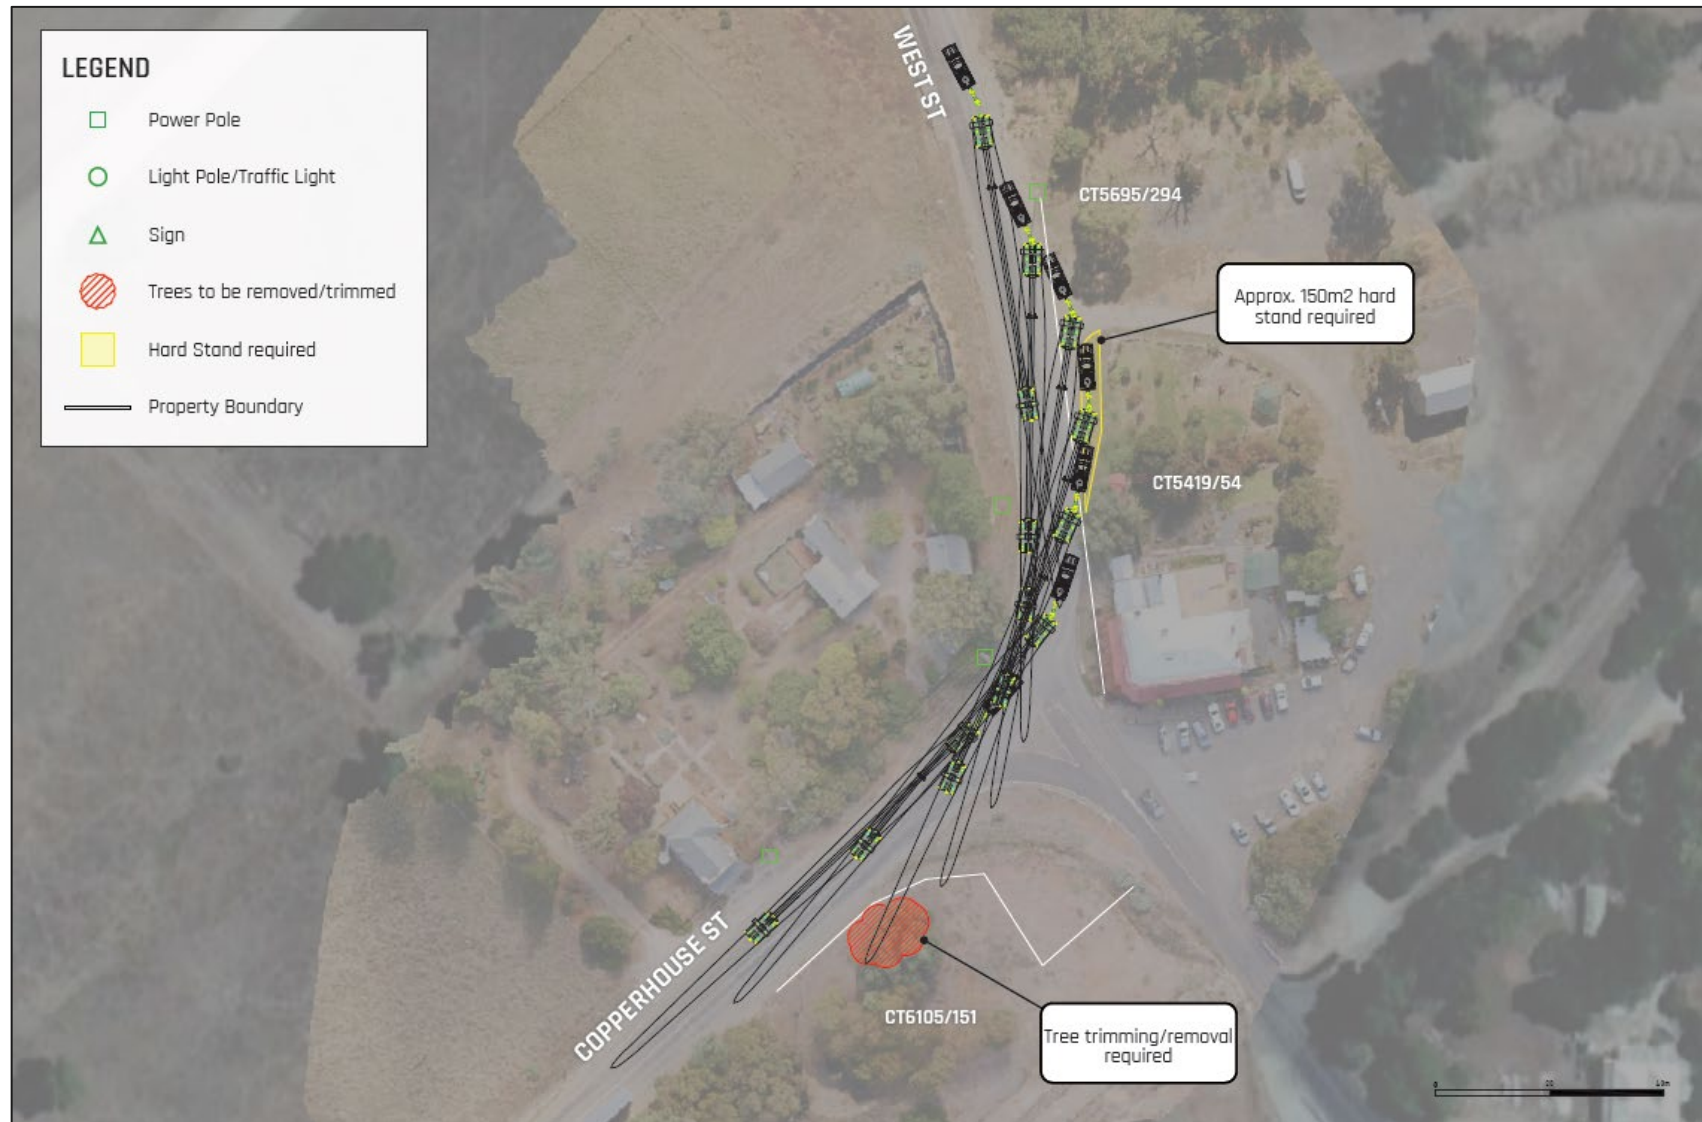 LEGEND
Power Pole
Light Pole/Traffic Light
Sign
Trees to be removed/trimmed
Hard Stand required
Property Boundary
WEST ST
CT5695/294
Approx. 150m2 hard
stand required
CT5419/54
COPPERHOUSE ST
CT6105/151
Tree trimming/removal
required
0